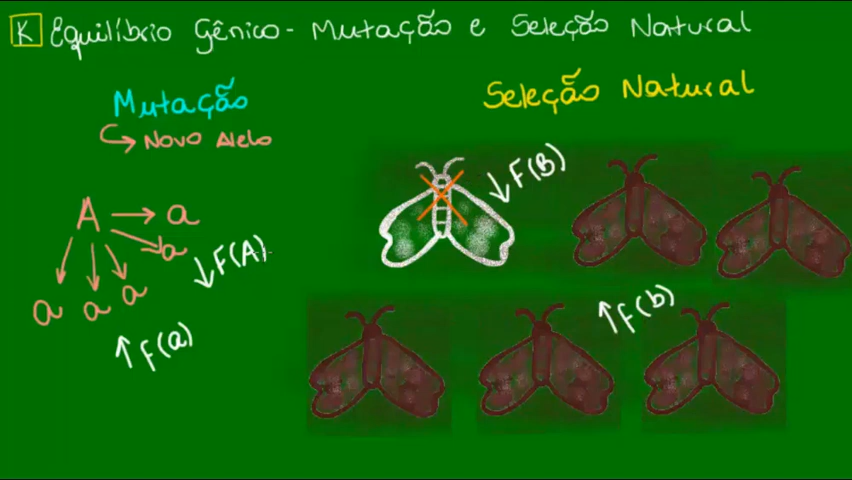 K Equilíbrio Gênico - Mutação e Seleção Natural
Mutação
Novo Alelo
A → a
a
a a a
↓ F(A)
↑ F(a)
Seleção Natural
↓ F(B)
↑ F(b)